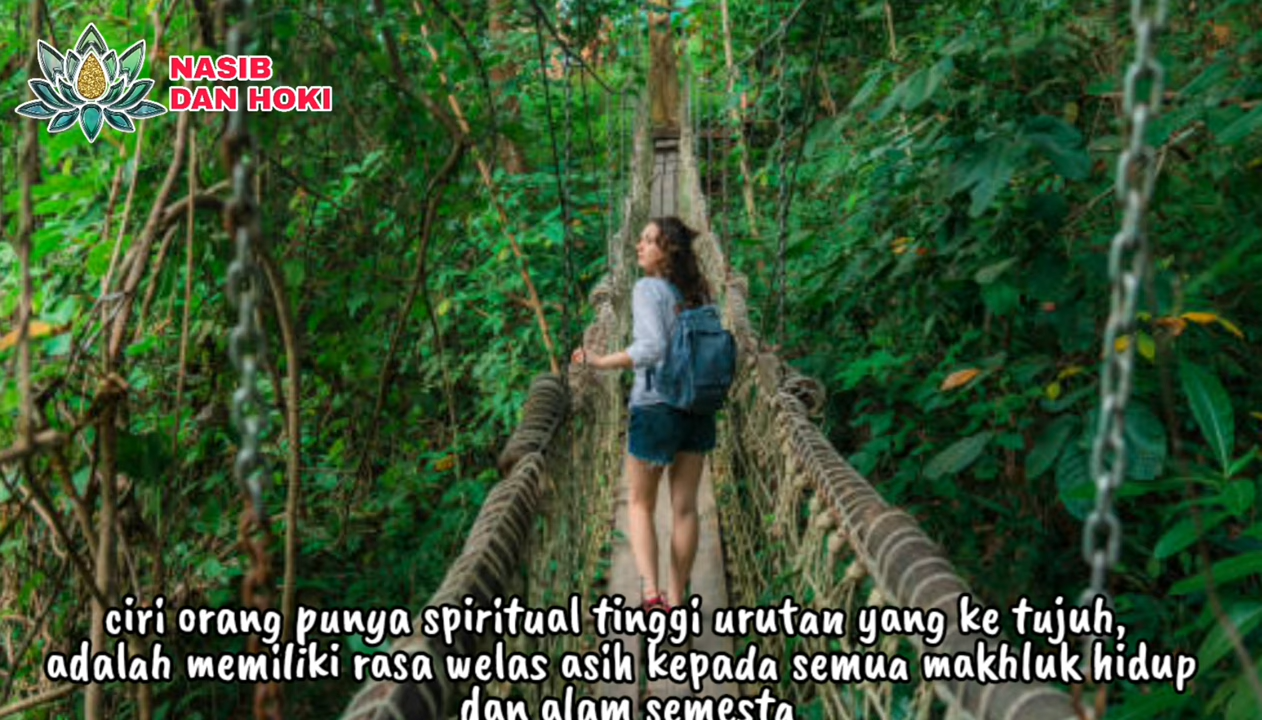 NASIB
DAN HOKI
ciri orang punya spiritual tinggi urutan yang ke tujuh,
adalah memiliki rasa welas asih kepada semua makhluk hidup
dan alam semesta